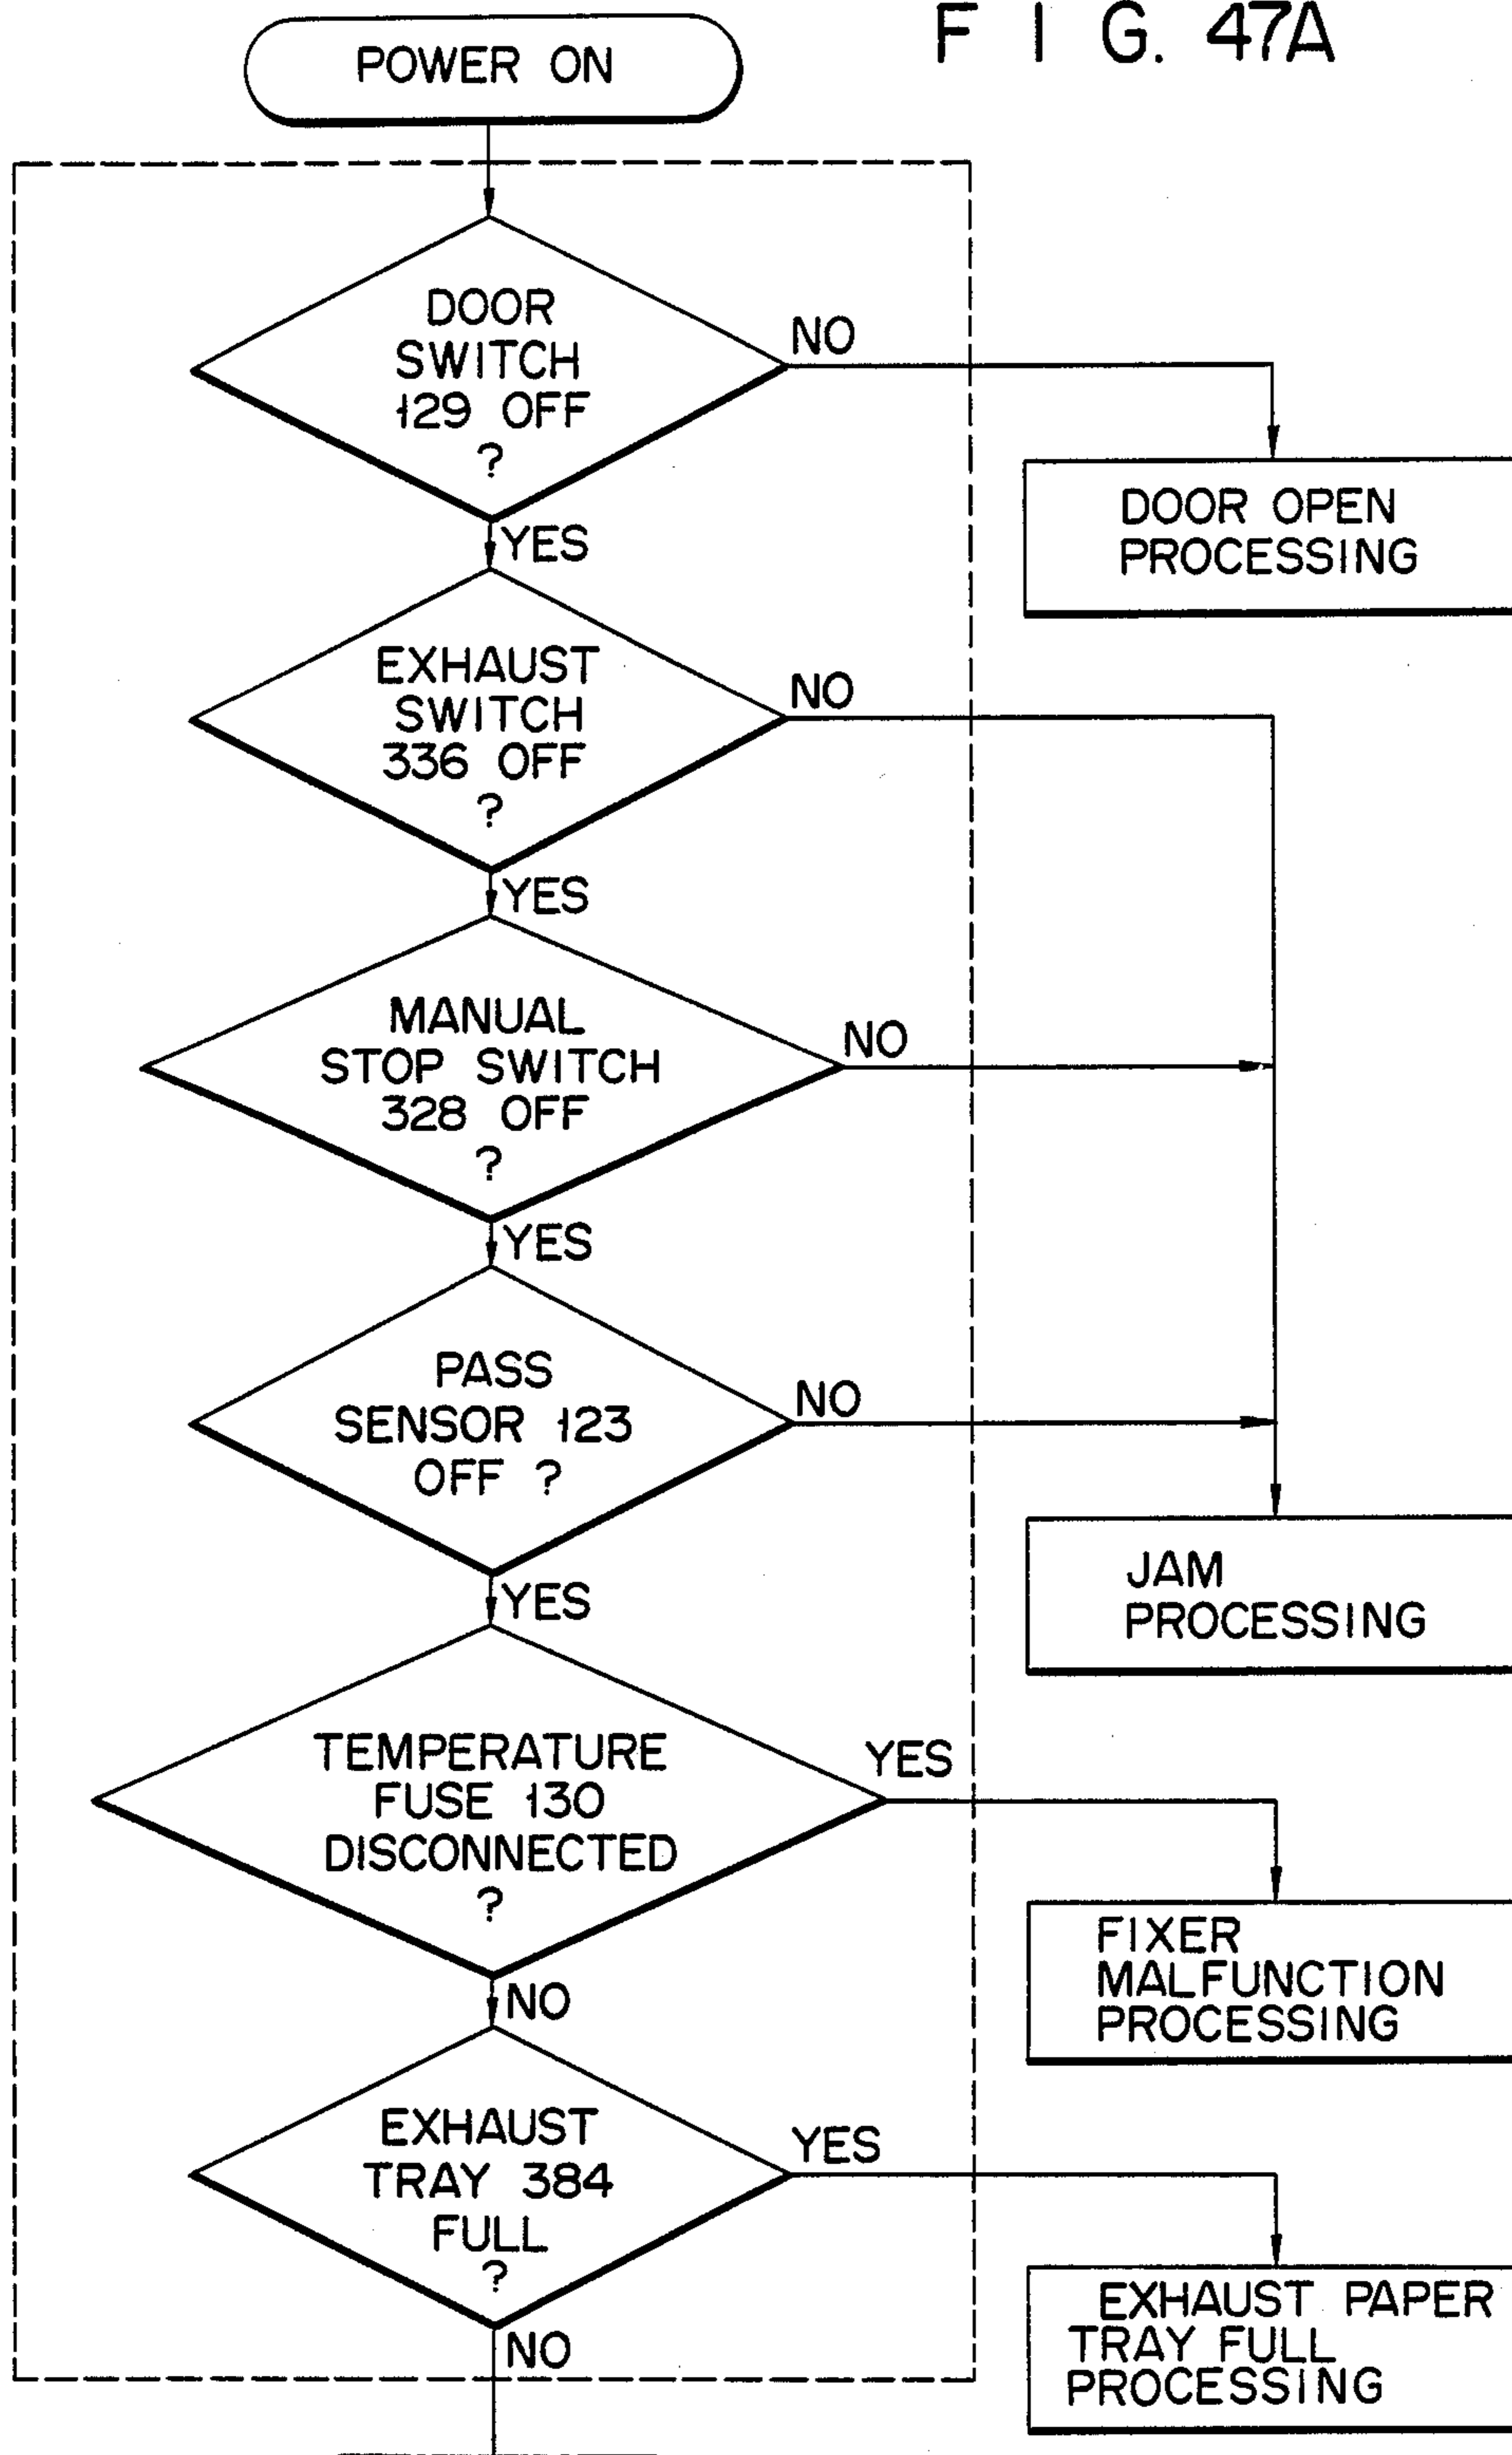 F I G. 47A
POWER ON
DOOR
SWITCH
129 OFF
?
NO
YES
DOOR OPEN
PROCESSING
EXHAUST
SWITCH
336 OFF
?
NO
YES
MANUAL
STOP SWITCH
328 OFF
?
NO
YES
PASS
SENSOR 123
OFF ?
NO
YES
JAM
PROCESSING
TEMPERATURE
FUSE 130
DISCONNECTED
?
YES
NO
FIXER
MALFUNCTION
PROCESSING
EXHAUST
TRAY 384
FULL
?
YES
NO
EXHAUST PAPER
TRAY FULL
PROCESSING